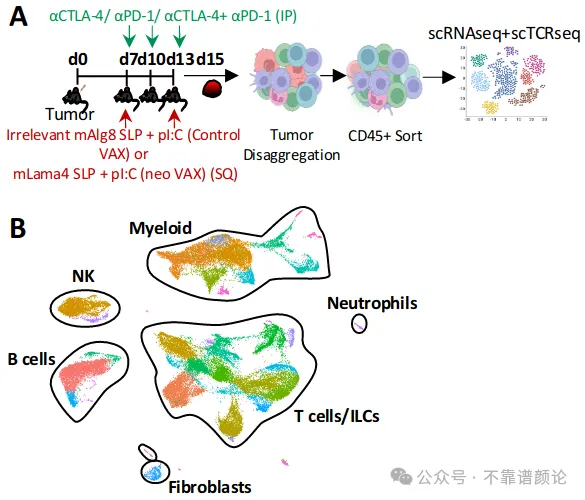 A
αCTLA-4/ αPD-1/ αCTLA-4+ αPD-1 (IP)
d0 d7 d10 d13 d15
Tumor
Irrelevant mAlg8 SLP + pI:C (Control
VAX) or
mLama4 SLP + pI:C (neo VAX) (SQ)
Tumor
Disaggregation
CD45+ Sort
scRNAseq+scTCRseq
B
Myeloid
NK
Neutrophils
B cells
T cells/ILCs
Fibroblasts
公众号 · 不靠谱颜论